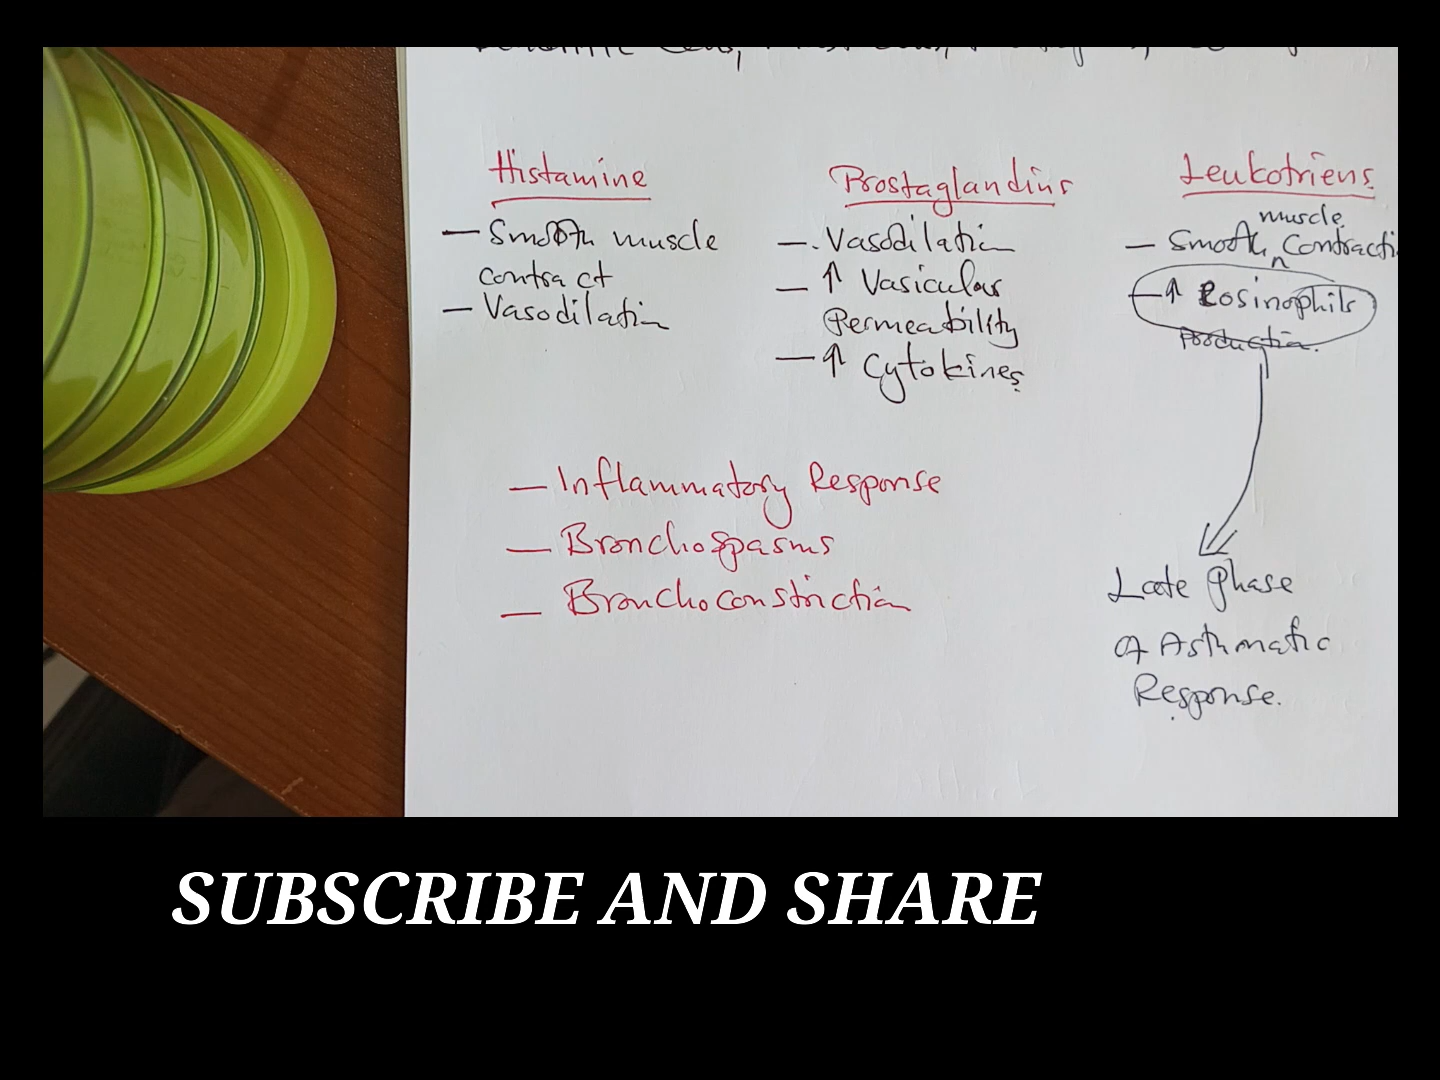 Histamine
— Smooth muscle
contract
— Vasodilation
Prostaglandins
— . Vasodilation
— ↑ Vasicular
Permeability
— ↑ Cytokines
Leukotriens
muscle
— Smooth Contracti
n
— ↑ Eosinophils
Production.
— Inflammatory Response
— Bronchospasms
— Bronchoconstriction
Late Phase
of Asthmatic
Response.
SUBSCRIBE AND SHARE